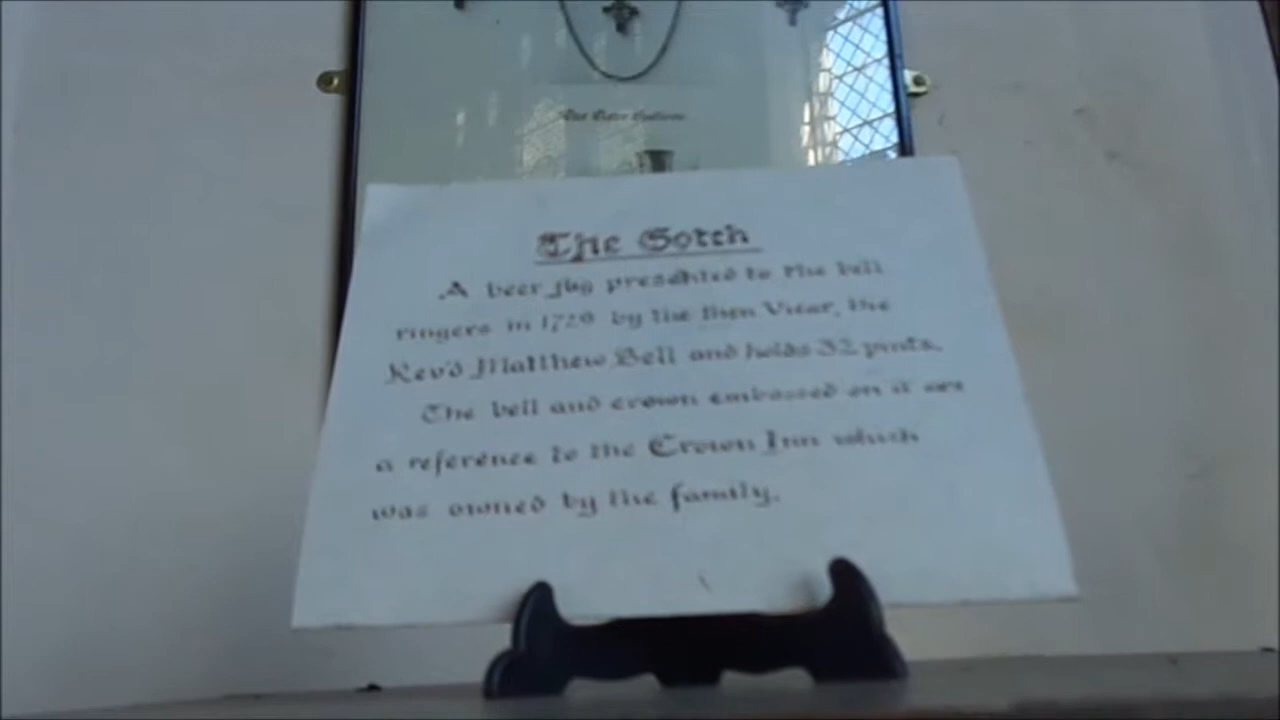 The Gotch
A beer jug presented to the bell
ringers in by the then Vicar, the
Rev'd Matthew Bell and holds 32 pints.
The bell and crown embossed on it are
a reference to the Crown Inn which
was owned by the family.